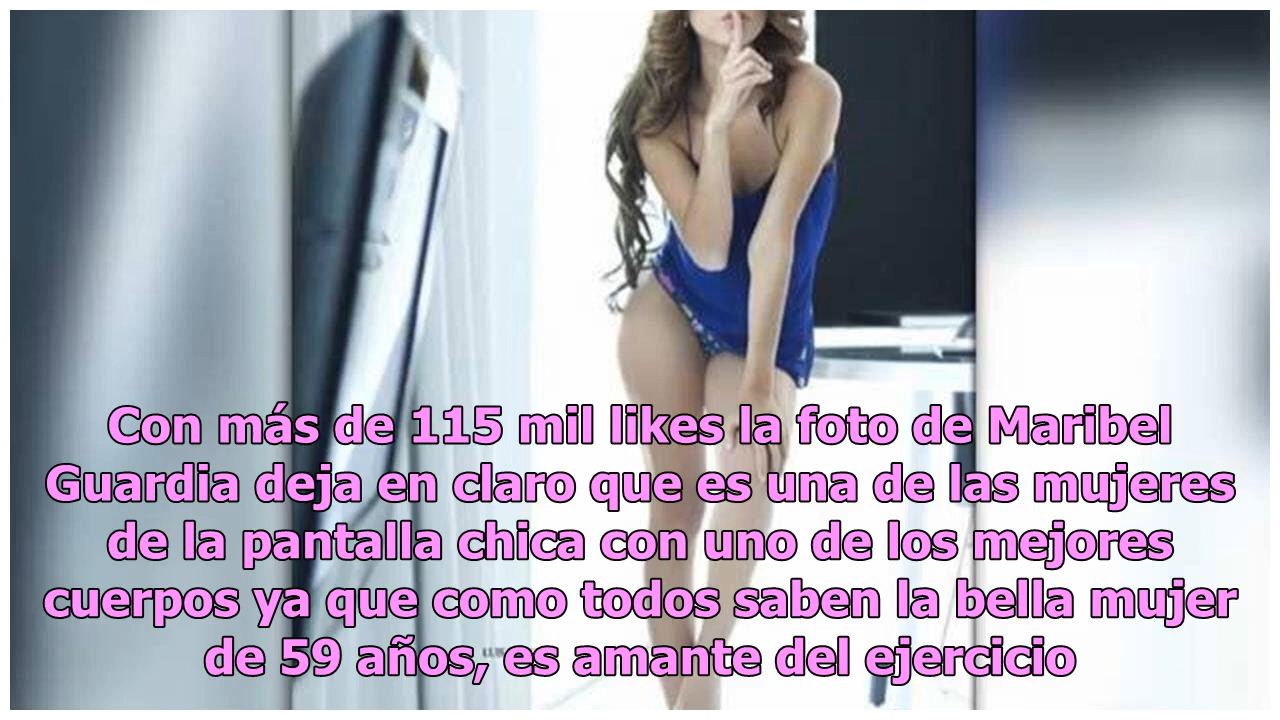 Con más de 115 mil likes la foto de Maribel
Guardia deja en claro que es una de las mujeres
de la pantalla chica con uno de los mejores
cuerpos ya que como todos saben la bella mujer
de 59 años, es amante del ejercicio